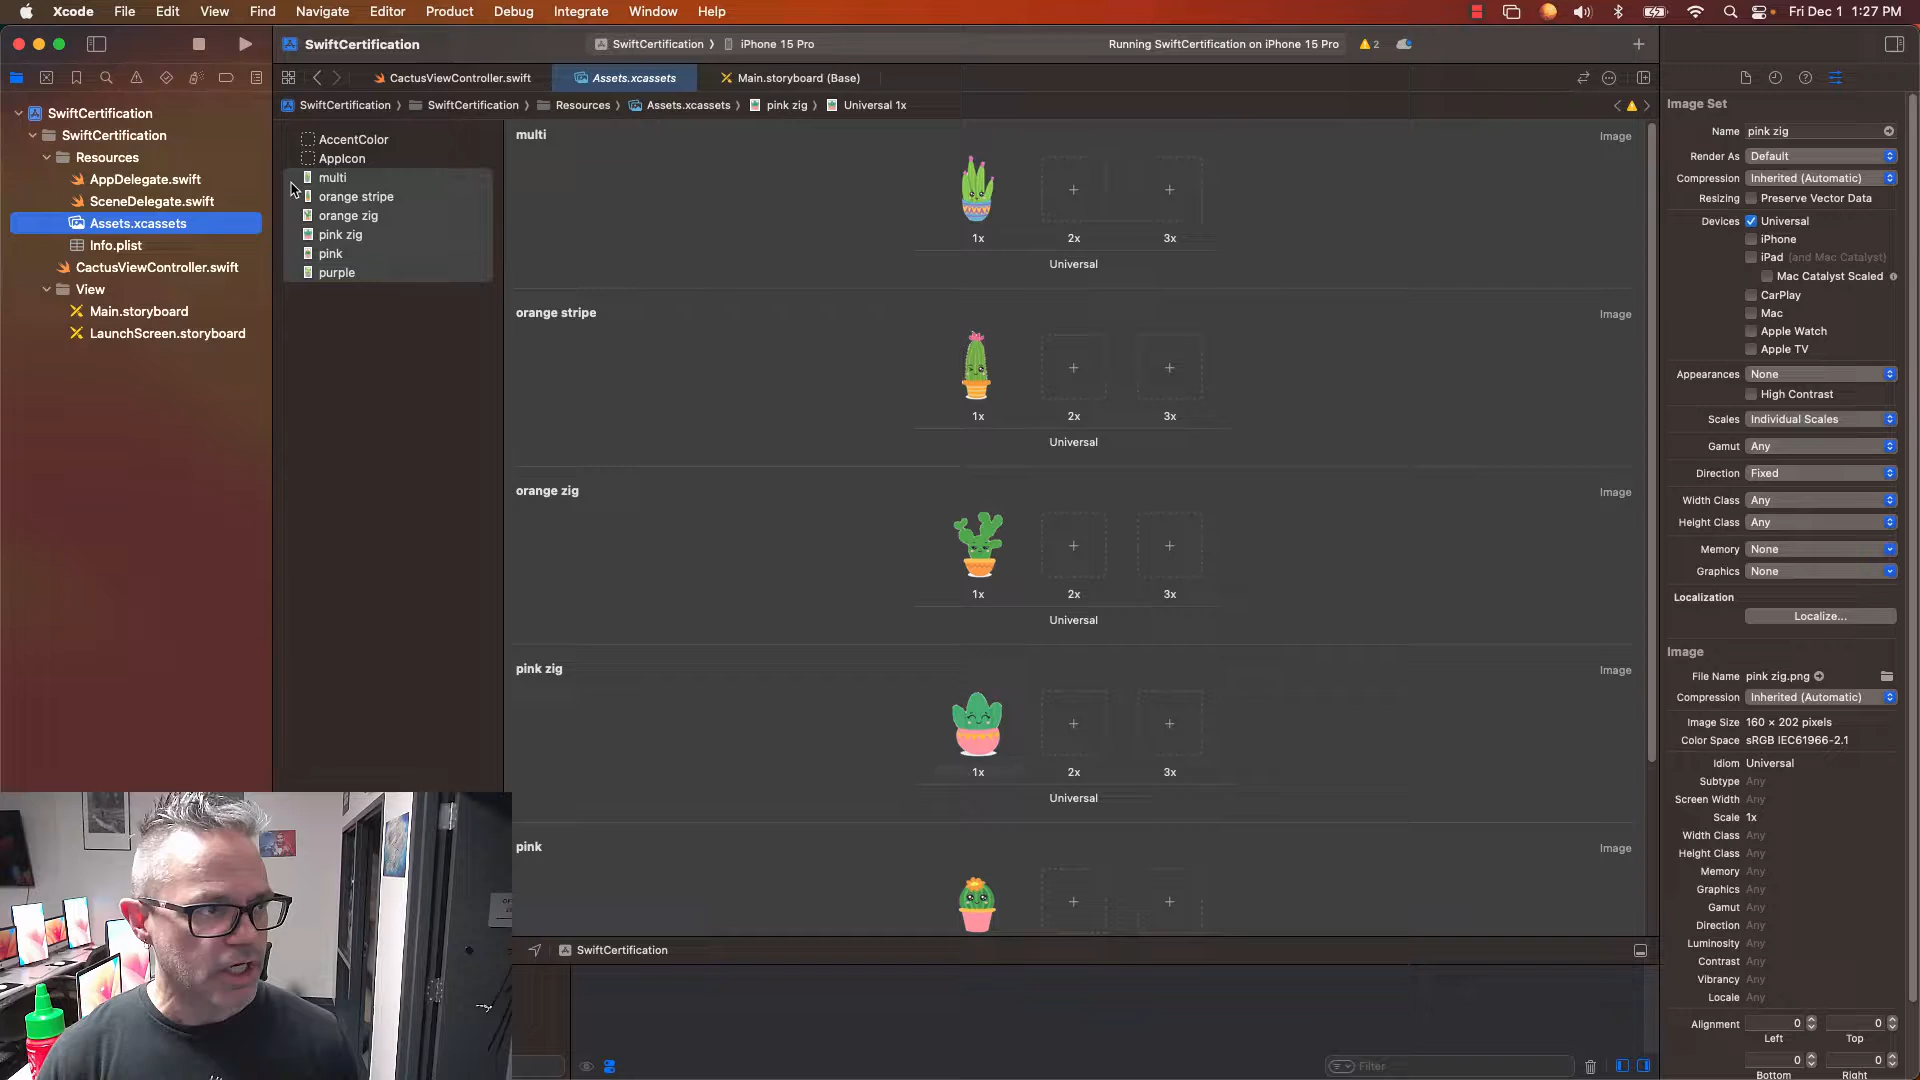 Xcode File Edit View Find Navigate Editor Product Debug Integrate Window Help Fri Dec 1 1:27 PM
SwiftCertification SwiftCertification iPhone 15 Pro Running SwiftCertification on iPhone 15 Pro 2
CactusViewController.swift Assets.xcassets Main.storyboard (Base)
SwiftCertification SwiftCertification Resources Assets.xcassets pink zig Universal 1x
SwiftCertification
SwiftCertification
Resources
AppDelegate.swift
SceneDelegate.swift
Assets.xcassets
Info.plist
CactusViewController.swift
View
Main.storyboard
LaunchScreen.storyboard
AccentColor
AppIcon
multi
orange stripe
orange zig
pink zig
pink
purple
multi Image
1x 2x 3x
Universal
orange stripe Image
1x 2x 3x
Universal
orange zig Image
1x 2x 3x
Universal
pink zig Image
1x 2x 3x
Universal
pink Image
SwiftCertification
Filter
Image Set
Name pink zig
Render As Default
Compression Inherited (Automatic)
Resizing Preserve Vector Data
Devices Universal
iPhone
iPad (and Mac Catalyst)
Mac Catalyst Scaled
CarPlay
Mac
Apple Watch
Apple TV
Appearances None
High Contrast
Scales Individual Scales
Gamut Any
Direction Fixed
Width Class Any
Height Class Any
Memory None
Graphics None
Localization
Localize...
Image
File Name pink zig.png
Compression Inherited (Automatic)
Image Size 160 × 202 pixels
Color Space sRGB IEC61966-2.1
Idiom Universal
Subtype Any
Screen Width Any
Scale 1x
Width Class Any
Height Class Any
Memory Any
Graphics Any
Gamut Any
Direction Any
Luminosity Any
Contrast Any
Vibrancy Any
Locale Any
Alignment 0 0
Left Top
0 0
Bottom Right